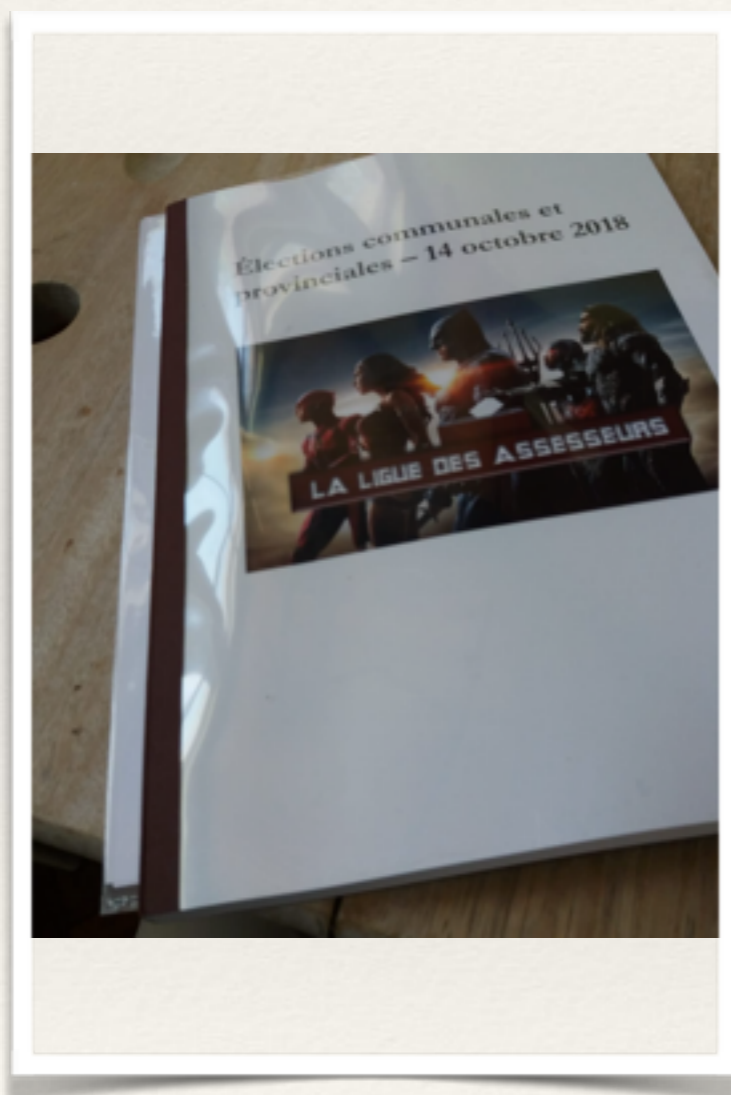 Élections communales et
provinciales – 14 octobre 2018
LA LIGUE DES ASSESSEURS